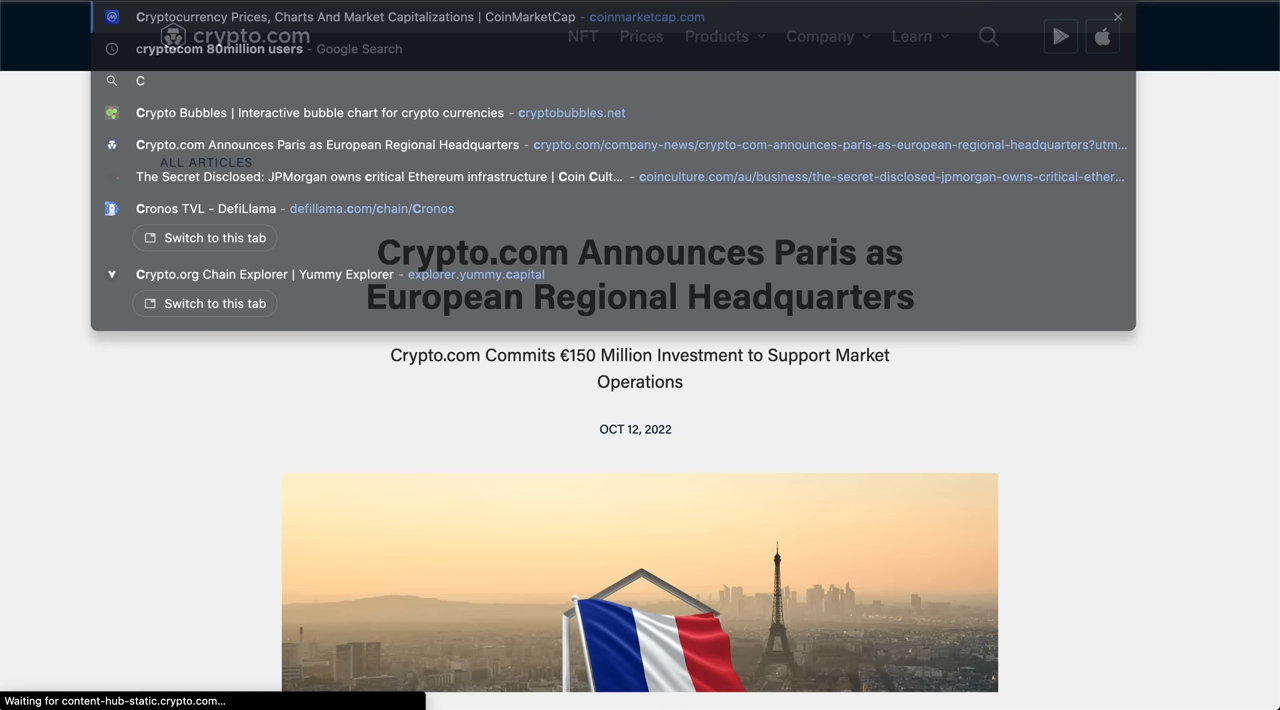 Cryptocurrency Prices, Charts And Market Capitalizations | CoinMarketCap - coinmarketcap.com
crypto.com
NFT Prices Products Company Learn
cryptocom 80million users - Google Search
C
Crypto Bubbles | Interactive bubble chart for crypto currencies - cryptobubbles.net
Crypto.com Announces Paris as European Regional Headquarters - crypto.com/company-news/crypto-com-announces-paris-as-european-regional-headquarters?utm...
ALL ARTICLES
The Secret Disclosed: JPMorgan owns critical Ethereum infrastructure | Coin Cult... - coinculture.com/au/business/the-secret-disclosed-jpmorgan-owns-critical-ether...
Cronos TVL - DefiLlama - defillama.com/chain/Cronos
Switch to this tab
Crypto.com Announces Paris as
Crypto.org Chain Explorer | Yummy Explorer - explorer.yummy.capital
European Regional Headquarters
Switch to this tab
Crypto.com Commits €150 Million Investment to Support Market
Operations
OCT 12, 2022
Waiting for content-hub-static.crypto.com...